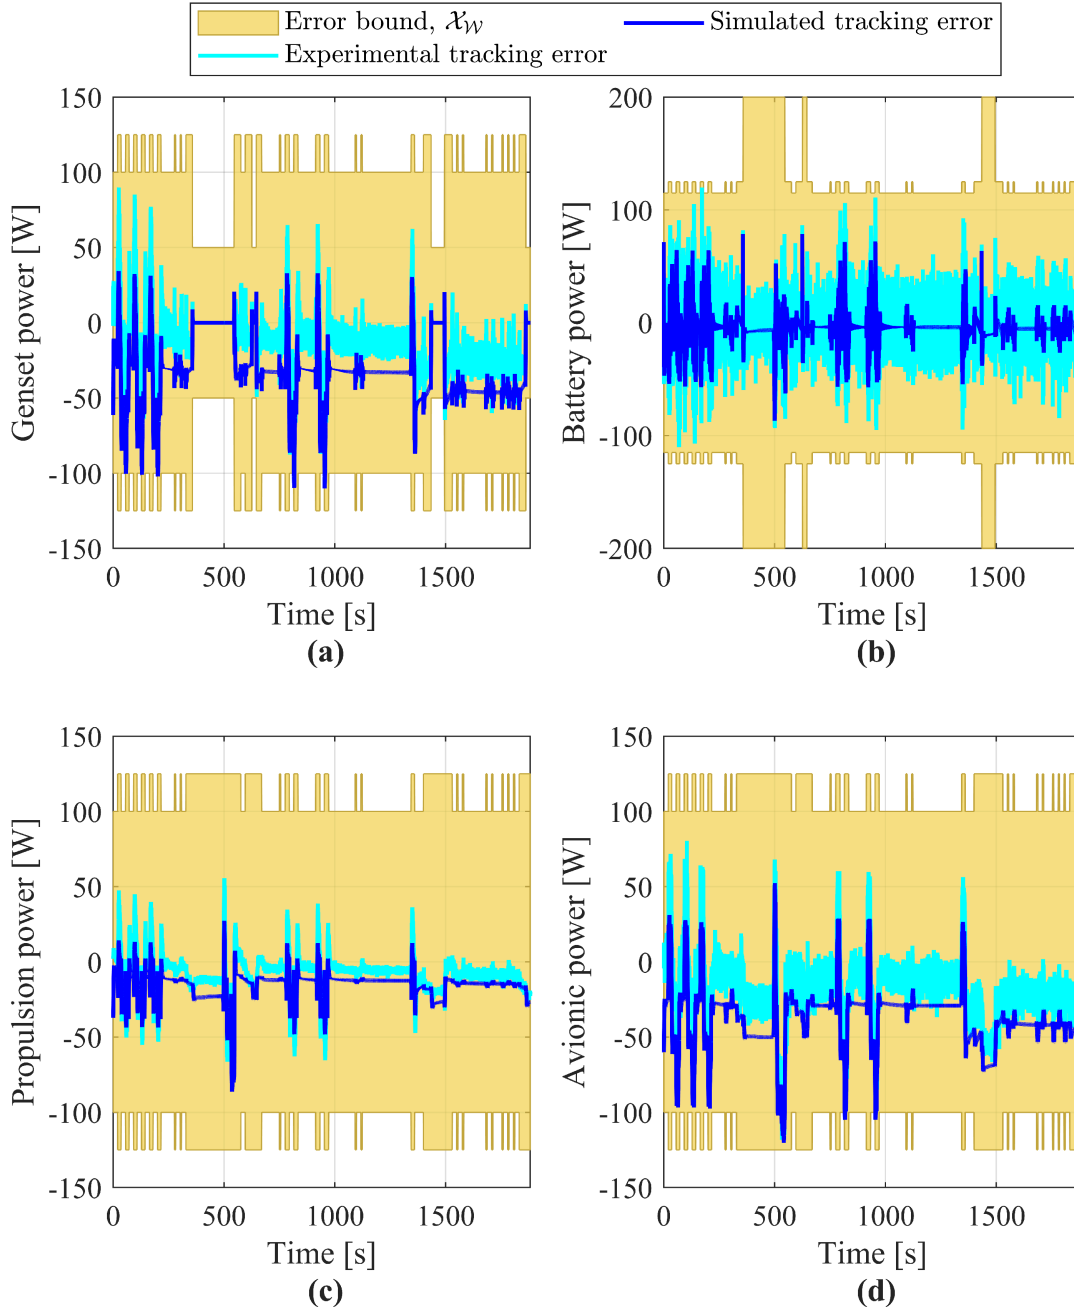 Error bound, 𝒳_𝒲 Simulated tracking error
Experimental tracking error
150
100
50
0
-50
-100
-150
Genset power [W]
0 500 1000 1500
Time [s]
(a)
200
100
0
-100
-200
Battery power [W]
0 500 1000 1500
Time [s]
(b)
150
100
50
0
-50
-100
-150
Propulsion power [W]
0 500 1000 1500
Time [s]
(c)
150
100
50
0
-50
-100
-150
Avionic power [W]
0 500 1000 1500
Time [s]
(d)